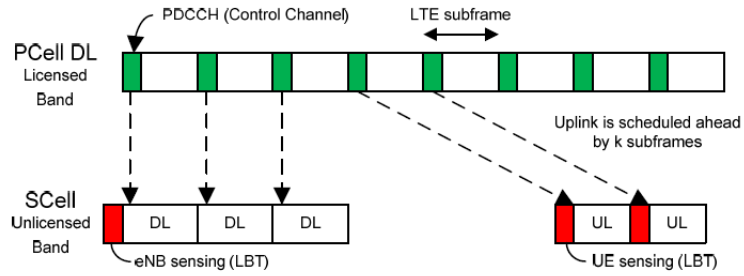 PDCCH (Control Channel)
LTE subframe
PCell DL
Licensed
Band
Uplink is scheduled ahead
by k subframes
SCell
Unlicensed
Band
DL
DL
DL
UL
UL
eNB sensing (LBT)
UE sensing (LBT)